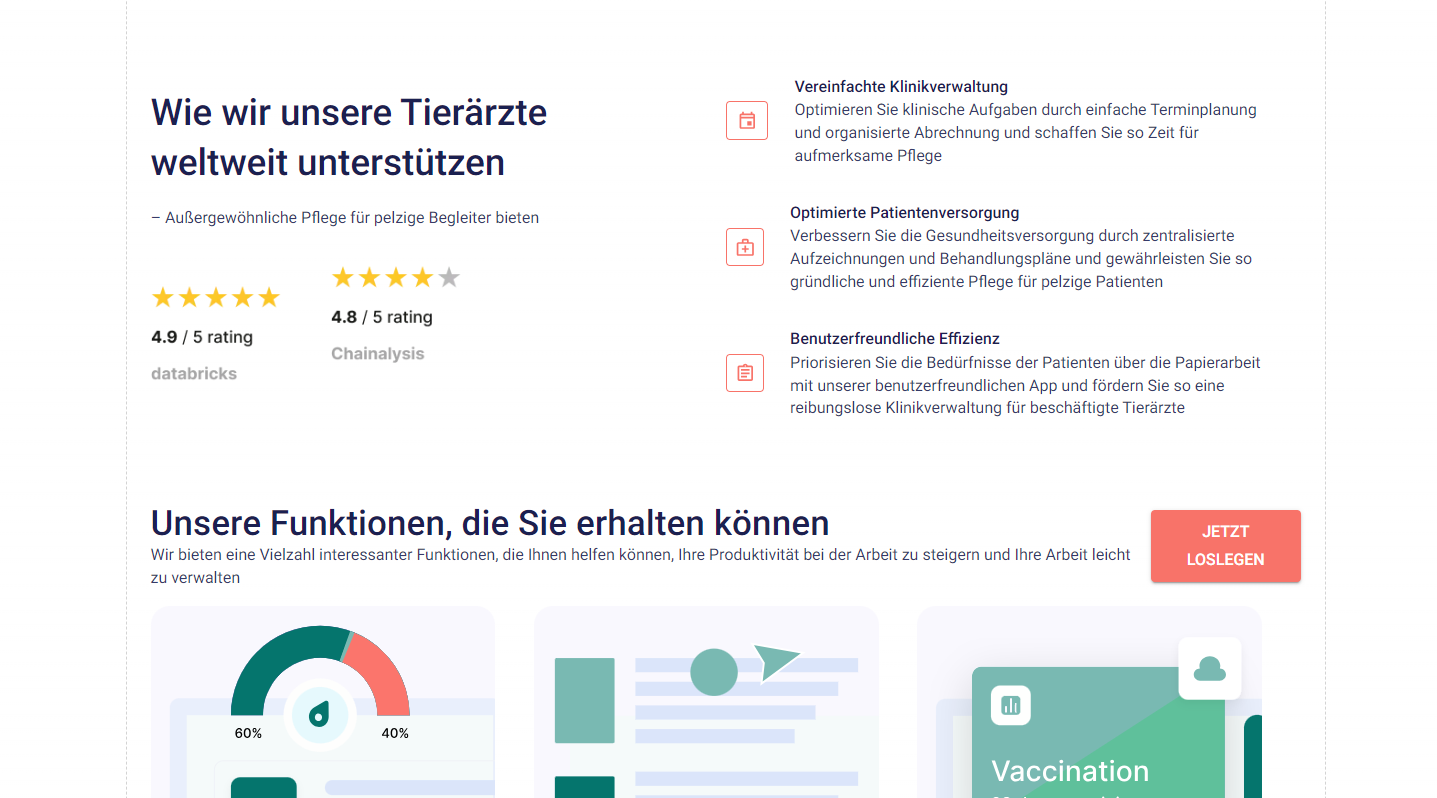 Wie wir unsere Tierärzte
weltweit unterstützen
– Außergewöhnliche Pflege für pelzige Begleiter bieten
4.9 / 5 rating
databricks
4.8 / 5 rating
Chainalysis
Vereinfachte Klinikverwaltung
Optimieren Sie klinische Aufgaben durch einfache Terminplanung
und organisierte Abrechnung und schaffen Sie so Zeit für
aufmerksame Pflege
Optimierte Patientenversorgung
Verbessern Sie die Gesundheitsversorgung durch zentralisierte
Aufzeichnungen und Behandlungspläne und gewährleisten Sie so
gründliche und effiziente Pflege für pelzige Patienten
Benutzerfreundliche Effizienz
Priorisieren Sie die Bedürfnisse der Patienten über die Papierarbeit
mit unserer benutzerfreundlichen App und fördern Sie so eine
reibungslose Klinikverwaltung für beschäftigte Tierärzte
Unsere Funktionen, die Sie erhalten können
Wir bieten eine Vielzahl interessanter Funktionen, die Ihnen helfen können, Ihre Produktivität bei der Arbeit zu steigern und Ihre Arbeit leicht
zu verwalten
JETZT
LOSLEGEN
60%
40%
Vaccination